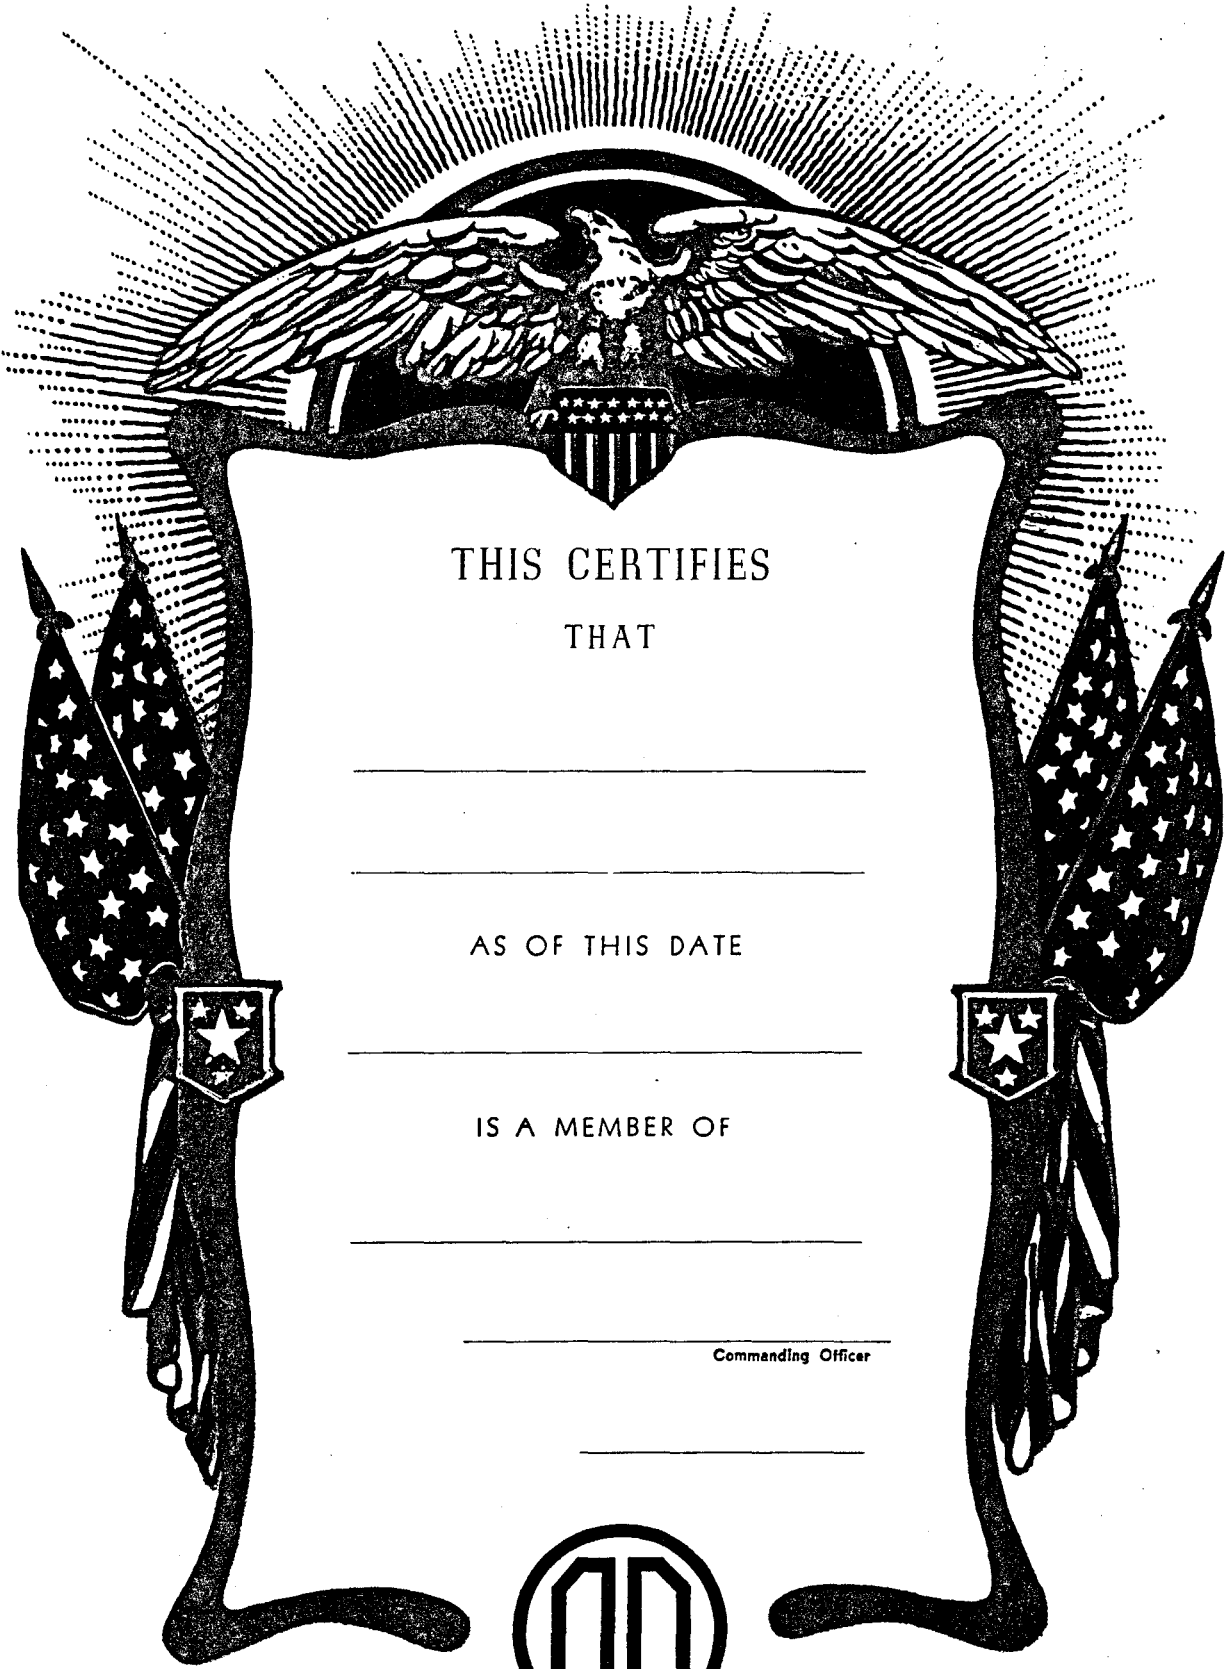 THIS CERTIFIES
THAT
AS OF THIS DATE
IS A MEMBER OF
Commanding Officer